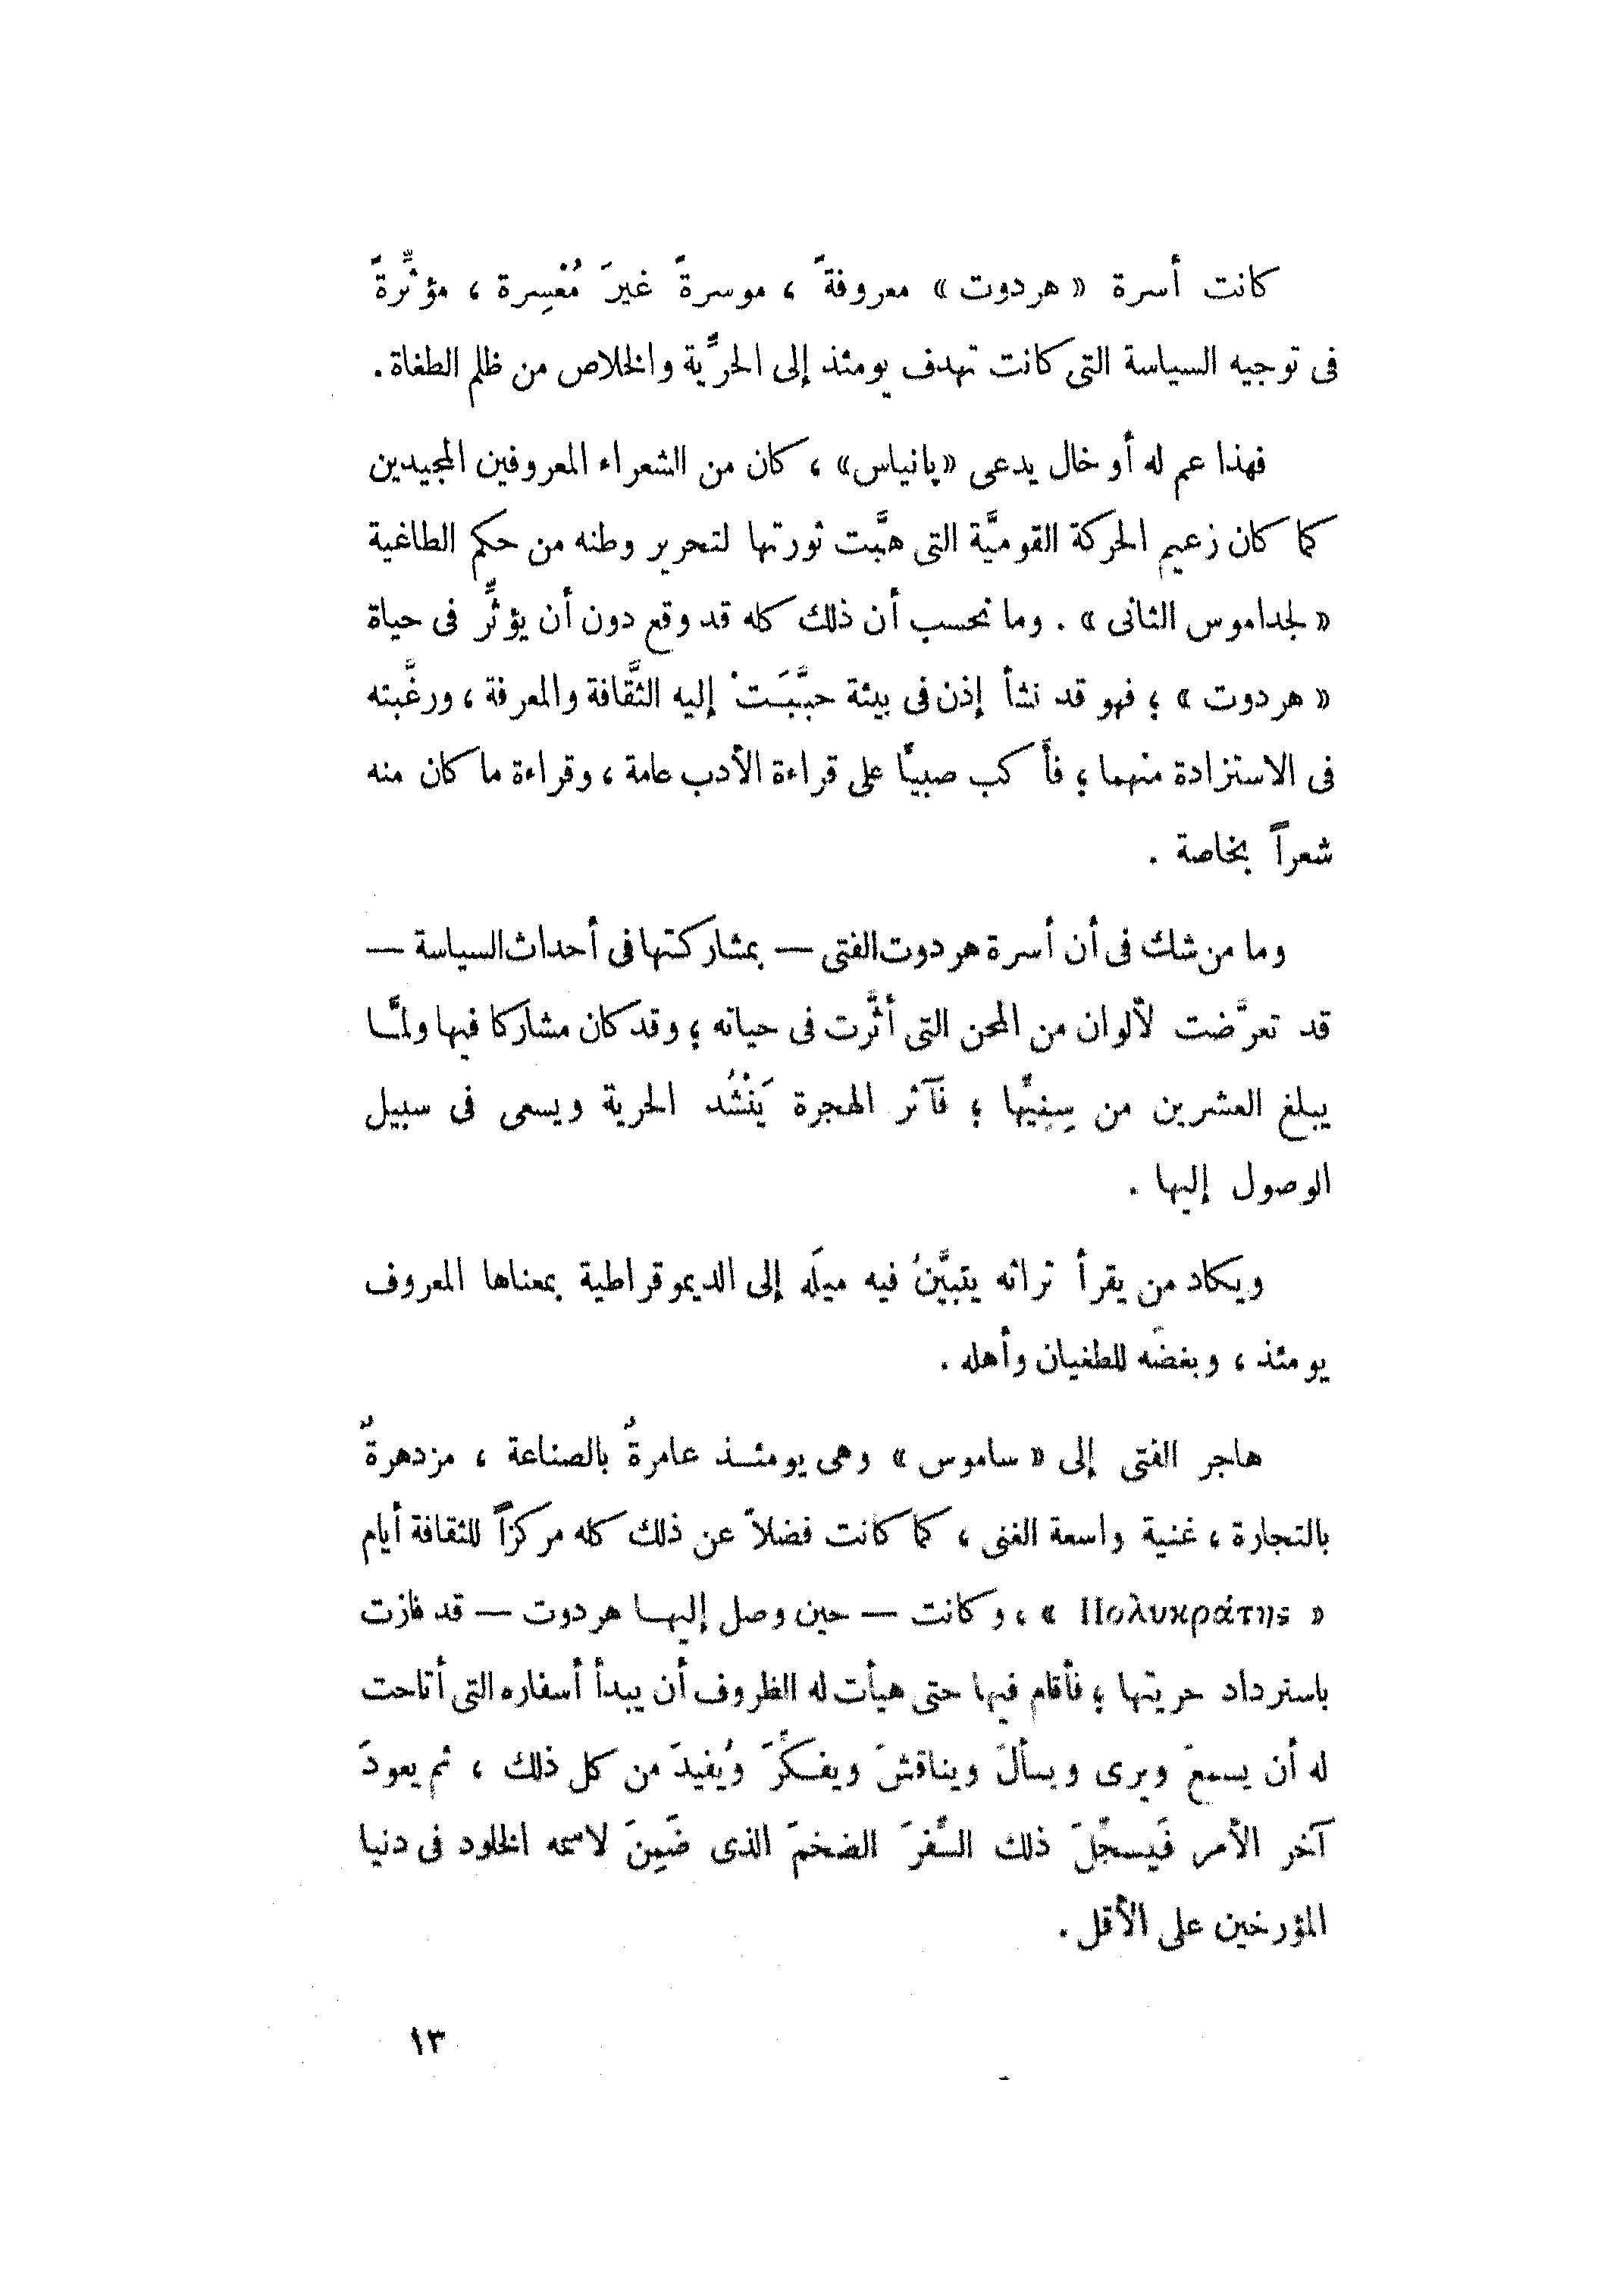 كانت أسرة « هردوت » معروفةً ، موسرةً غيرَ مُعْسِرة ، مؤثِّرةً
فى توجيه السياسة التى كانت تهدف يومئذ إلى الحرِّية والخلاص من ظلم الطغاة .
فهذا عم له أو خال يدعى «پانياس» ، كان من الشعراء المعروفين المجيدين
كما كان زعيم الحركة القوميَّة التى هبَّت ثورتها لتحرير وطنه من حكم الطاغية
« لجداموس الثانى » . وما نحسب أن ذلك كله قد وقع دون أن يؤثِّر فى حياة
« هردوت » ؛ فهو قد نشأ إذن فى بيئة حبَّبَتْ إليه الثَّقافة والمعرفة ، ورغَّبته
فى الاستزادة منهما ؛ فأكب صبيًّا على قراءة الأدب عامة ، وقراءة ما كان منه
شعراً بخاصة .
وما من شك فى أن أسرة هردوت الفتى — بمشاركتها فى أحداث السياسة —
قد تعرَّضت لألوان من المحن التى أثَّرت فى حياته ؛ وقد كان مشاركا فيها ولمَّا
يبلغ العشرين من سِنِيِّها ؛ فَآثر الهجرة يَنْشُد الحرية ويسعى فى سبيل
الوصول إليها .
ويكاد من يقرأ تراثه يتبيَّنُ فيه ميلَه إلى الديموقراطية بمعناها المعروف
يومئذ ، وبغضَه للطغيان وأهله .
هاجر الفتى إلى « ساموس » وهى يومئـذ عامرةٌ بالصناعة ، مزدهرةٌ
بالتجارة ، غنية واسعة الغنى ، كما كانت فضلاً عن ذلك كله مركزاً للثقافة أيام
« Πολυκράτης » ، وكانت — حين وصل إليهـا هردوت — قد فازت
باسترداد حريتها ؛ فأقام فيها حتى هيأت له الظروف أن يبدأ أسفاره التى أتاحت
له أن يسمعَ ويرى ويسألَ ويناقشَ ويفـكِّرَ ويُفيدَ من كل ذلك ، ثم يعودَ
آخر الأمر فَيسجِّلَ ذلك السِّفرَ الضخمَ الذى ضَمِنَ لاسمه الخلود فى دنيا
المؤرخين على الأقل .
١٣